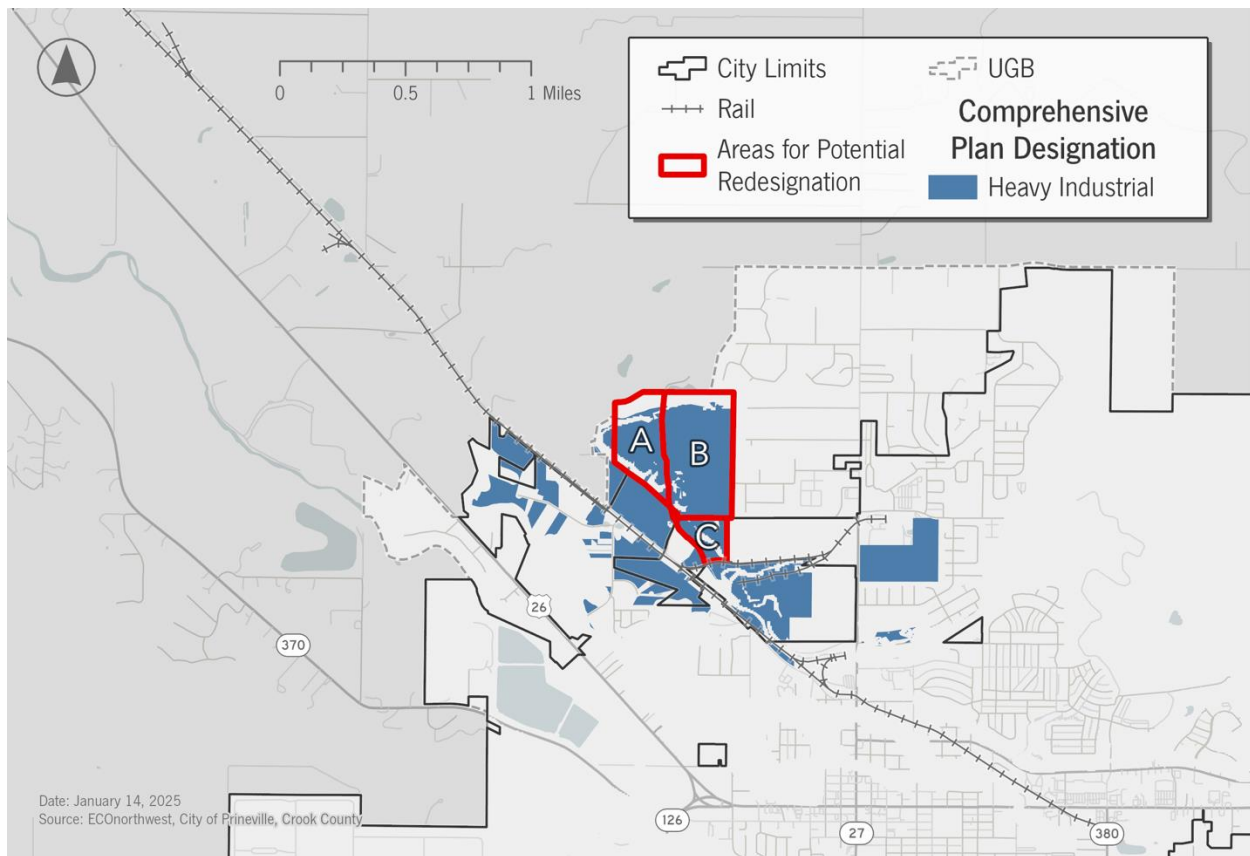 City Limits
UGB
Rail
Comprehensive
Plan Designation
Areas for Potential
Redesignation
Heavy Industrial
0
0.5
1 Miles
A
B
C
26
370
126
27
380
Date: January 14, 2025
Source: ECOnorthwest, City of Prineville, Crook County